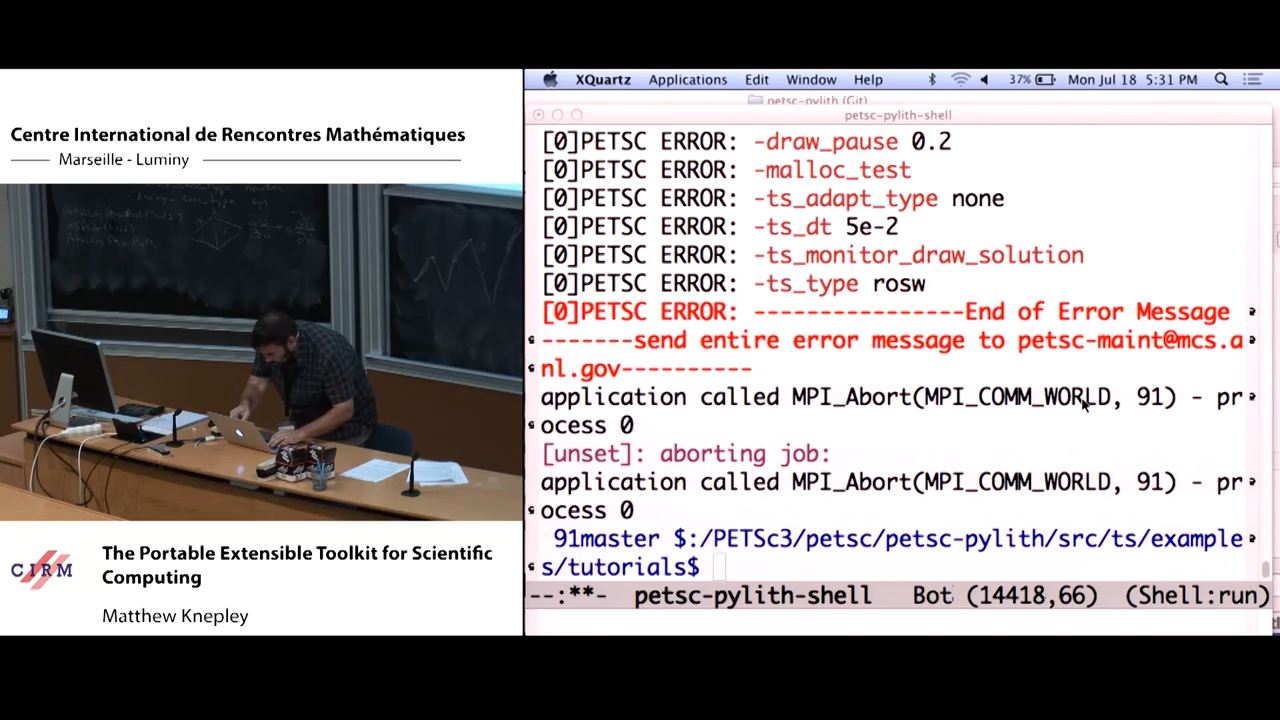 Centre International de Rencontres Mathématiques
Marseille - Luminy
CIRM
The Portable Extensible Toolkit for Scientific
Computing
Matthew Knepley
XQuartz Applications Edit Window Help 37% Mon Jul 18 5:31 PM
petsc-pylith (Git)
petsc-pylith-shell
[0]PETSC ERROR: -draw_pause 0.2
[0]PETSC ERROR: -malloc_test
[0]PETSC ERROR: -ts_adapt_type none
[0]PETSC ERROR: -ts_dt 5e-2
[0]PETSC ERROR: -ts_monitor_draw_solution
[0]PETSC ERROR: -ts_type rosw
[0]PETSC ERROR: ----------------End of Error Message
-------send entire error message to petsc-maint@mcs.a
nl.gov----------
application called MPI_Abort(MPI_COMM_WORLD, 91) - pr
ocess 0
[unset]: aborting job:
application called MPI_Abort(MPI_COMM_WORLD, 91) - pr
ocess 0
91master $:/PETSc3/petsc/petsc-pylith/src/ts/example
s/tutorials$
--:**- petsc-pylith-shell Bot (14418,66) (Shell:run)